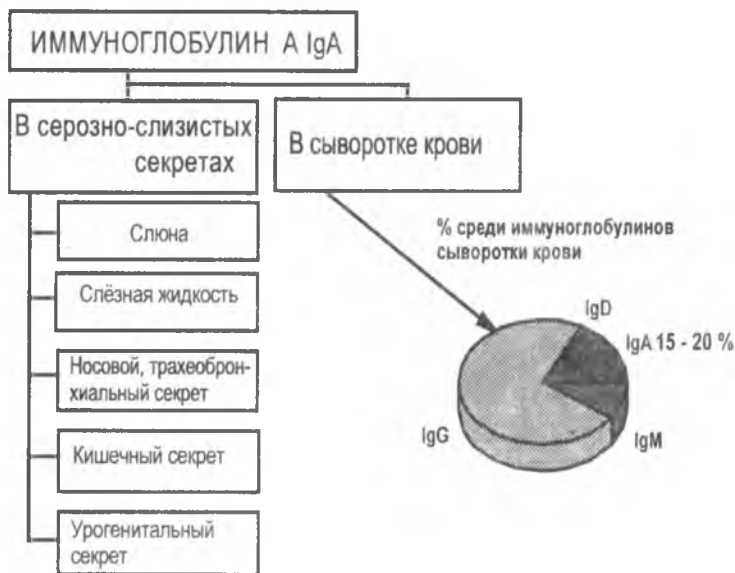 ИММУНОГЛОБУЛИН А IgA
В серозно-слизистых
секретах
В сыворотке крови
Слюна
Слёзная жидкость
Носовой, трахеоброн-
хиальный секрет
Кишечный секрет
Урогенитальный
секрет
% среди иммуноглобулинов
сыворотки крови
IgD
IgA 15 - 20 %
IgG
IgM